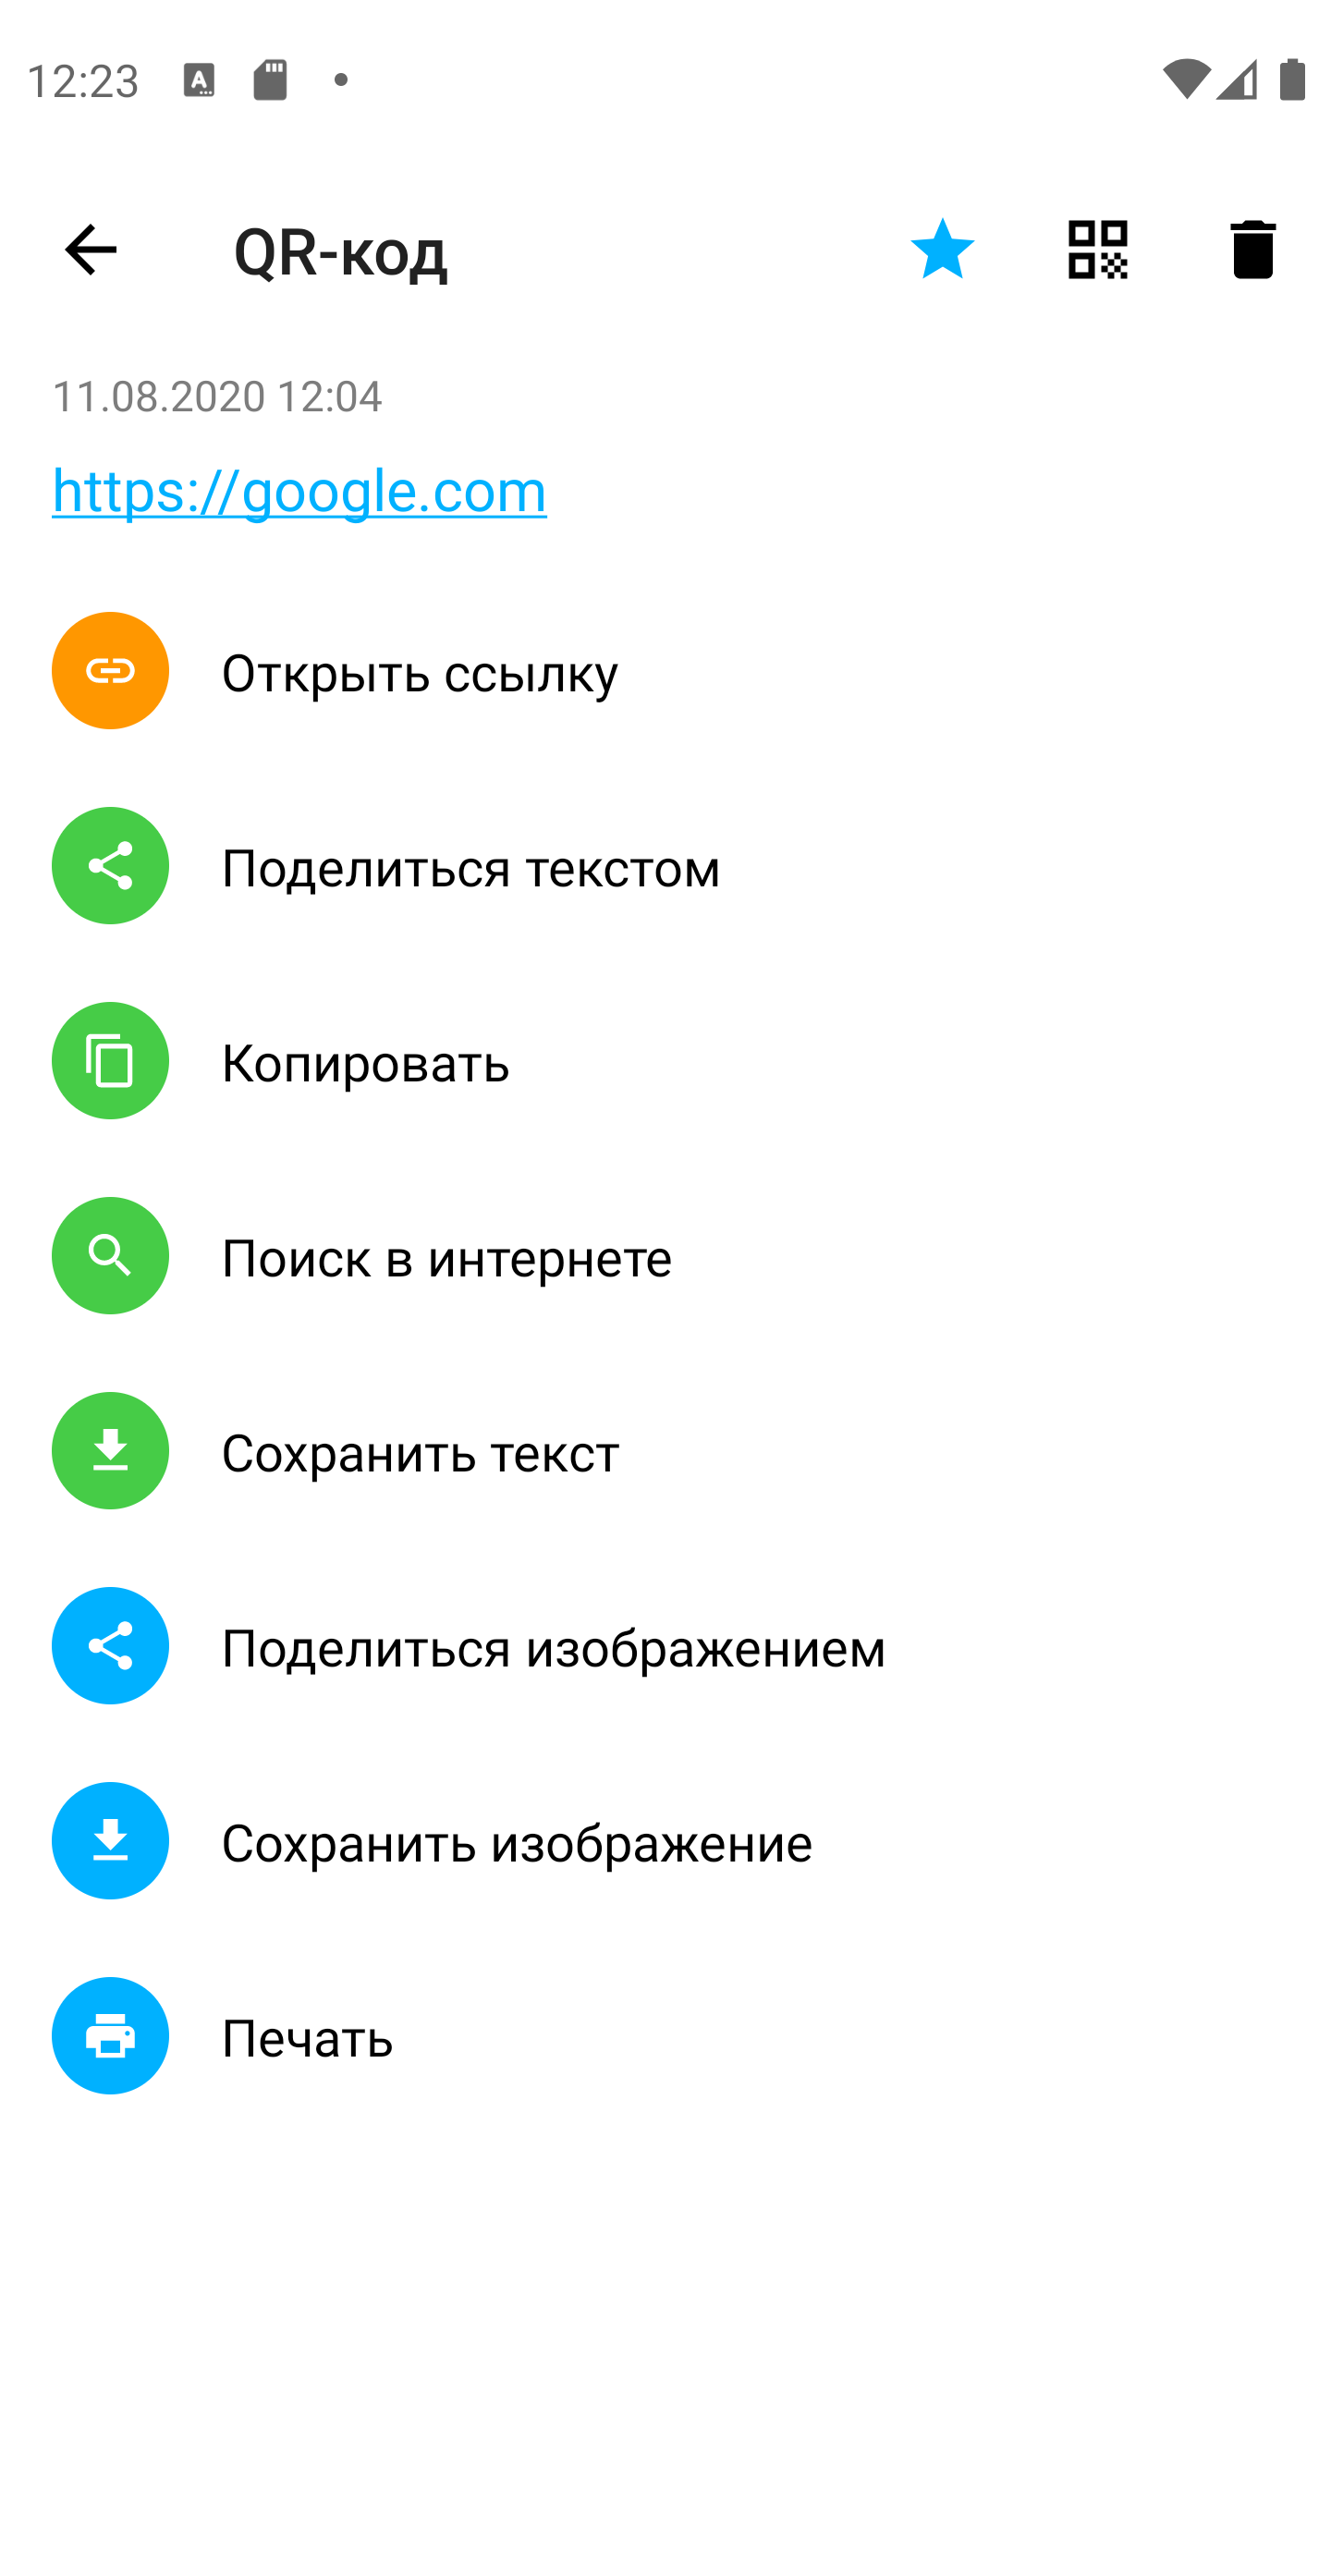 12:23
QR-код
11.08.2020 12:04
https://google.com
Открыть ссылку
Поделиться текстом
Копировать
Поиск в интернете
Сохранить текст
Поделиться изображением
Сохранить изображение
Печать